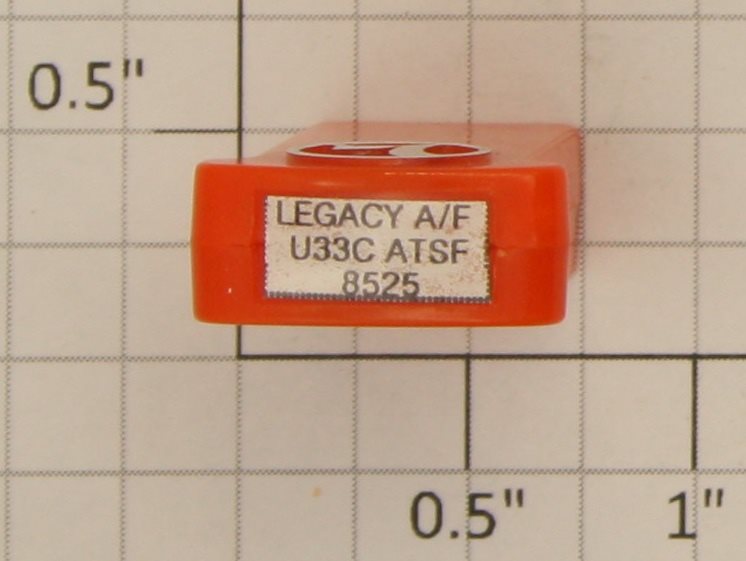 0.5"
LEGACY A/F
U33C ATSF
8525
0.5" 1"